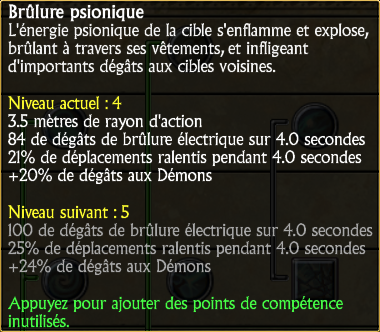 Brûlure psionique
L'énergie psionique de la cible s'enflamme et explose,
brûlant à travers ses vêtements, et infligeant
d'importants dégâts aux cibles voisines.
Niveau actuel : 4
3.5 mètres de rayon d'action
84 de dégâts de brûlure électrique sur 4.0 secondes
21% de déplacements ralentis pendant 4.0 secondes
+20% de dégâts aux Démons
Niveau suivant : 5
100 de dégâts de brûlure électrique sur 4.0 secondes
25% de déplacements ralentis pendant 4.0 secondes
+24% de dégâts aux Démons
Appuyez pour ajouter des points de compétence
inutilisés.